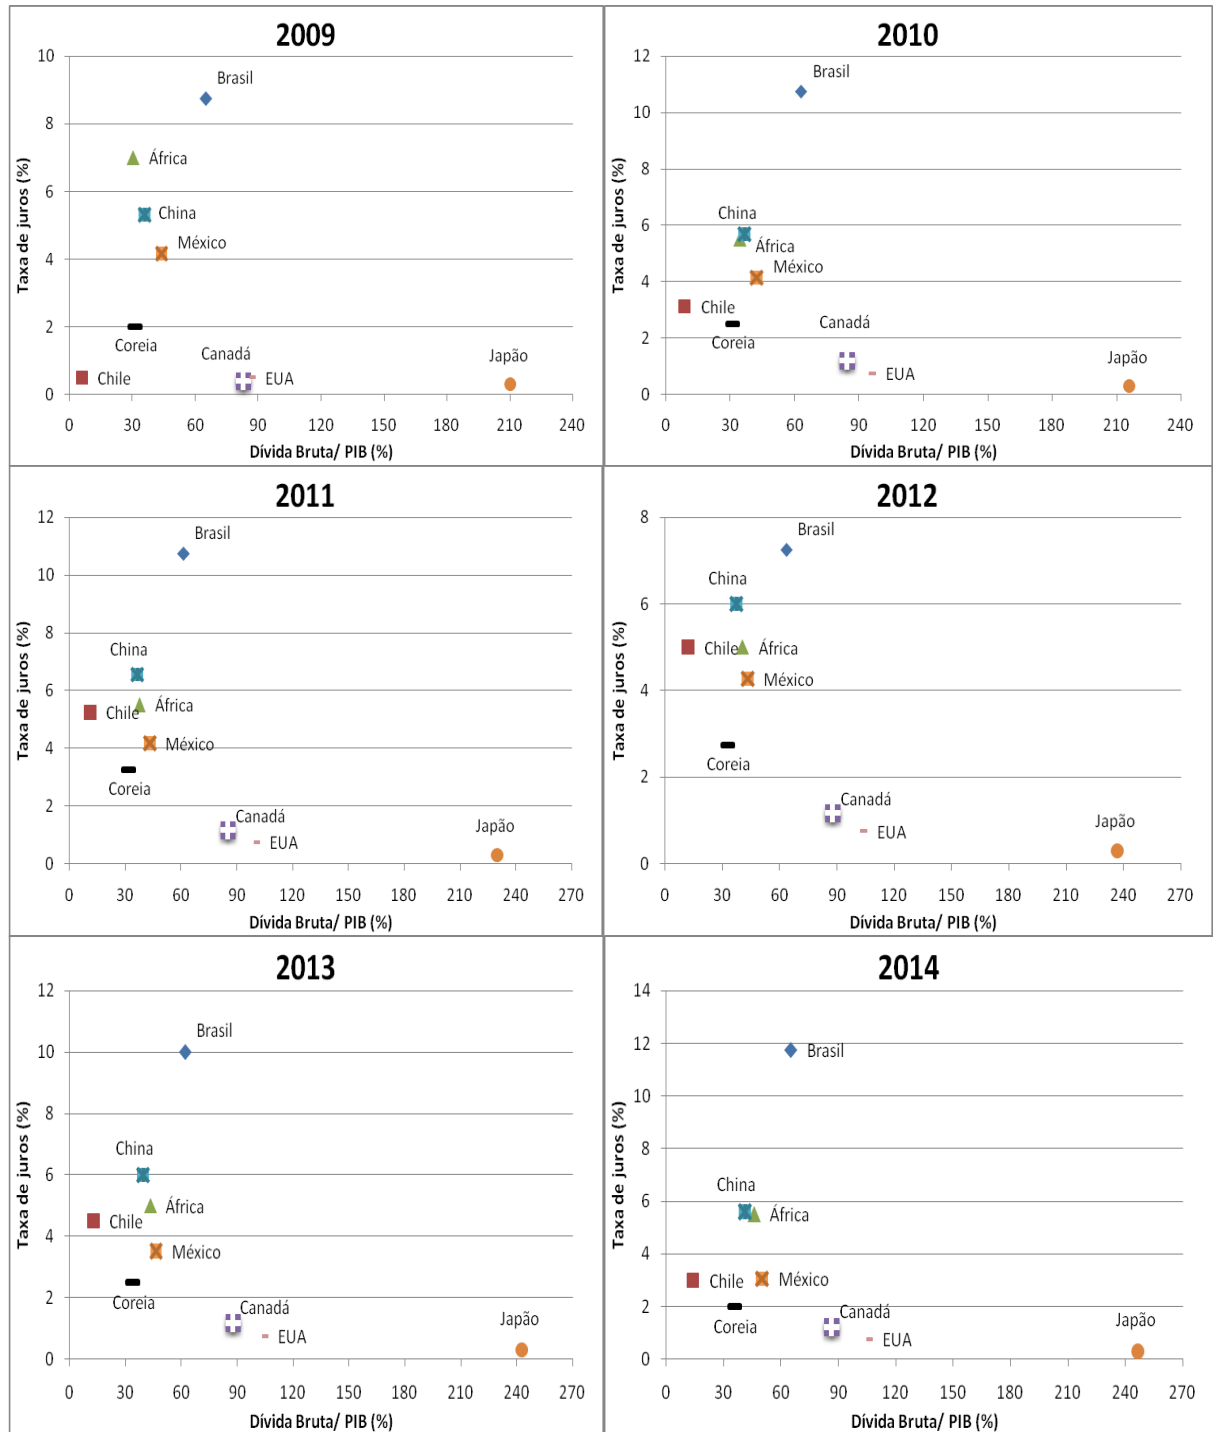 2009
10
8
6
4
2
0
Taxa de juros (%)
Brasil
África
China
México
Coreia
Canadá
Chile
EUA
Japão
0 30 60 90 120 150 180 210 240
Dívida Bruta/ PIB (%)
2010
12
10
8
6
4
2
0
Taxa de juros (%)
Brasil
China
África
México
Chile
Canadá
Coreia
EUA
Japão
0 30 60 90 120 150 180 210 240
Dívida Bruta/ PIB (%)
2011
12
10
8
6
4
2
0
Taxa de juros (%)
Brasil
China
África
Chile
México
Coreia
Canadá
EUA
Japão
0 30 60 90 120 150 180 210 240 270
Dívida Bruta/ PIB (%)
2012
8
6
4
2
0
Taxa de juros (%)
Brasil
China
Chile
África
México
Coreia
Canadá
EUA
Japão
0 30 60 90 120 150 180 210 240 270
Dívida Bruta/ PIB (%)
2013
12
10
8
6
4
2
0
Taxa de juros (%)
Brasil
China
África
Chile
México
Coreia
Canadá
EUA
Japão
0 30 60 90 120 150 180 210 240 270
Dívida Bruta/ PIB (%)
2014
14
12
10
8
6
4
2
0
Taxa de juros (%)
Brasil
China
África
Chile
México
Coreia
Canadá
EUA
Japão
0 30 60 90 120 150 180 210 240 270
Dívida Bruta/ PIB (%)